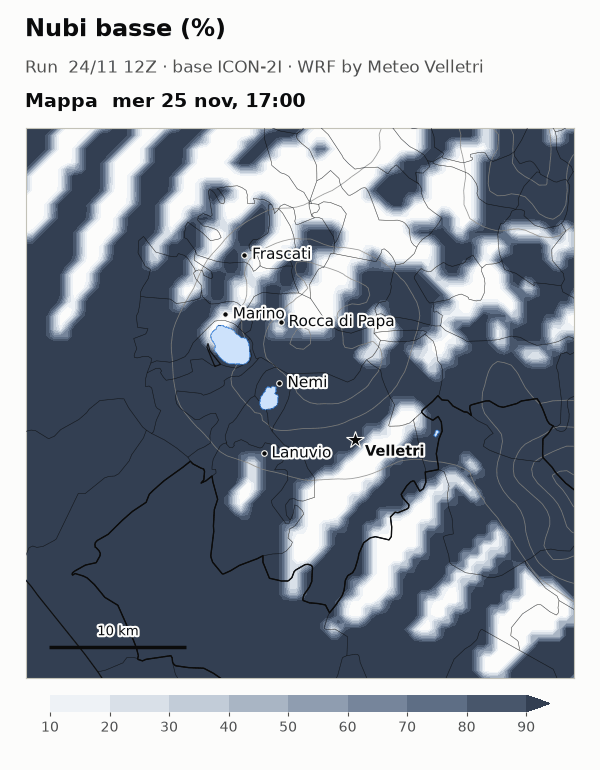 Nubi basse (%)
Run  24/11 12Z · base ICON-2I · WRF by Meteo Velletri
Mappa  mer 25 nov, 17:00
Frascati
Marino
Rocca di Papa
Nemi
Velletri
Lanuvio
10 km
10 20 30 40 50 60 70 80 90